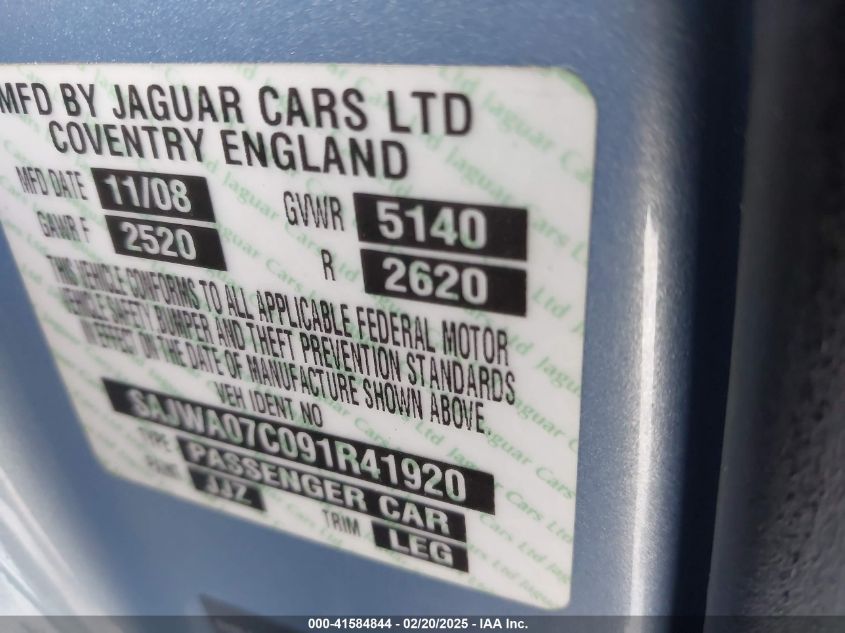 MFD BY JAGUAR CARS LTD
COVENTRY ENGLAND
MFD DATE 11/08 GVWR 5140
GAWR F 2520 R 2620
THIS VEHICLE CONFORMS TO ALL APPLICABLE FEDERAL MOTOR
VEHICLE SAFETY, BUMPER AND THEFT PREVENTION STANDARDS
IN EFFECT ON THE DATE OF MANUFACTURE SHOWN ABOVE.
VEH IDENT NO
SAJWA07C091R41920
TYPE PASSENGER CAR
PAINT JJZ TRIM LEG
000-41584844 - 02/20/2025 - IAA Inc.